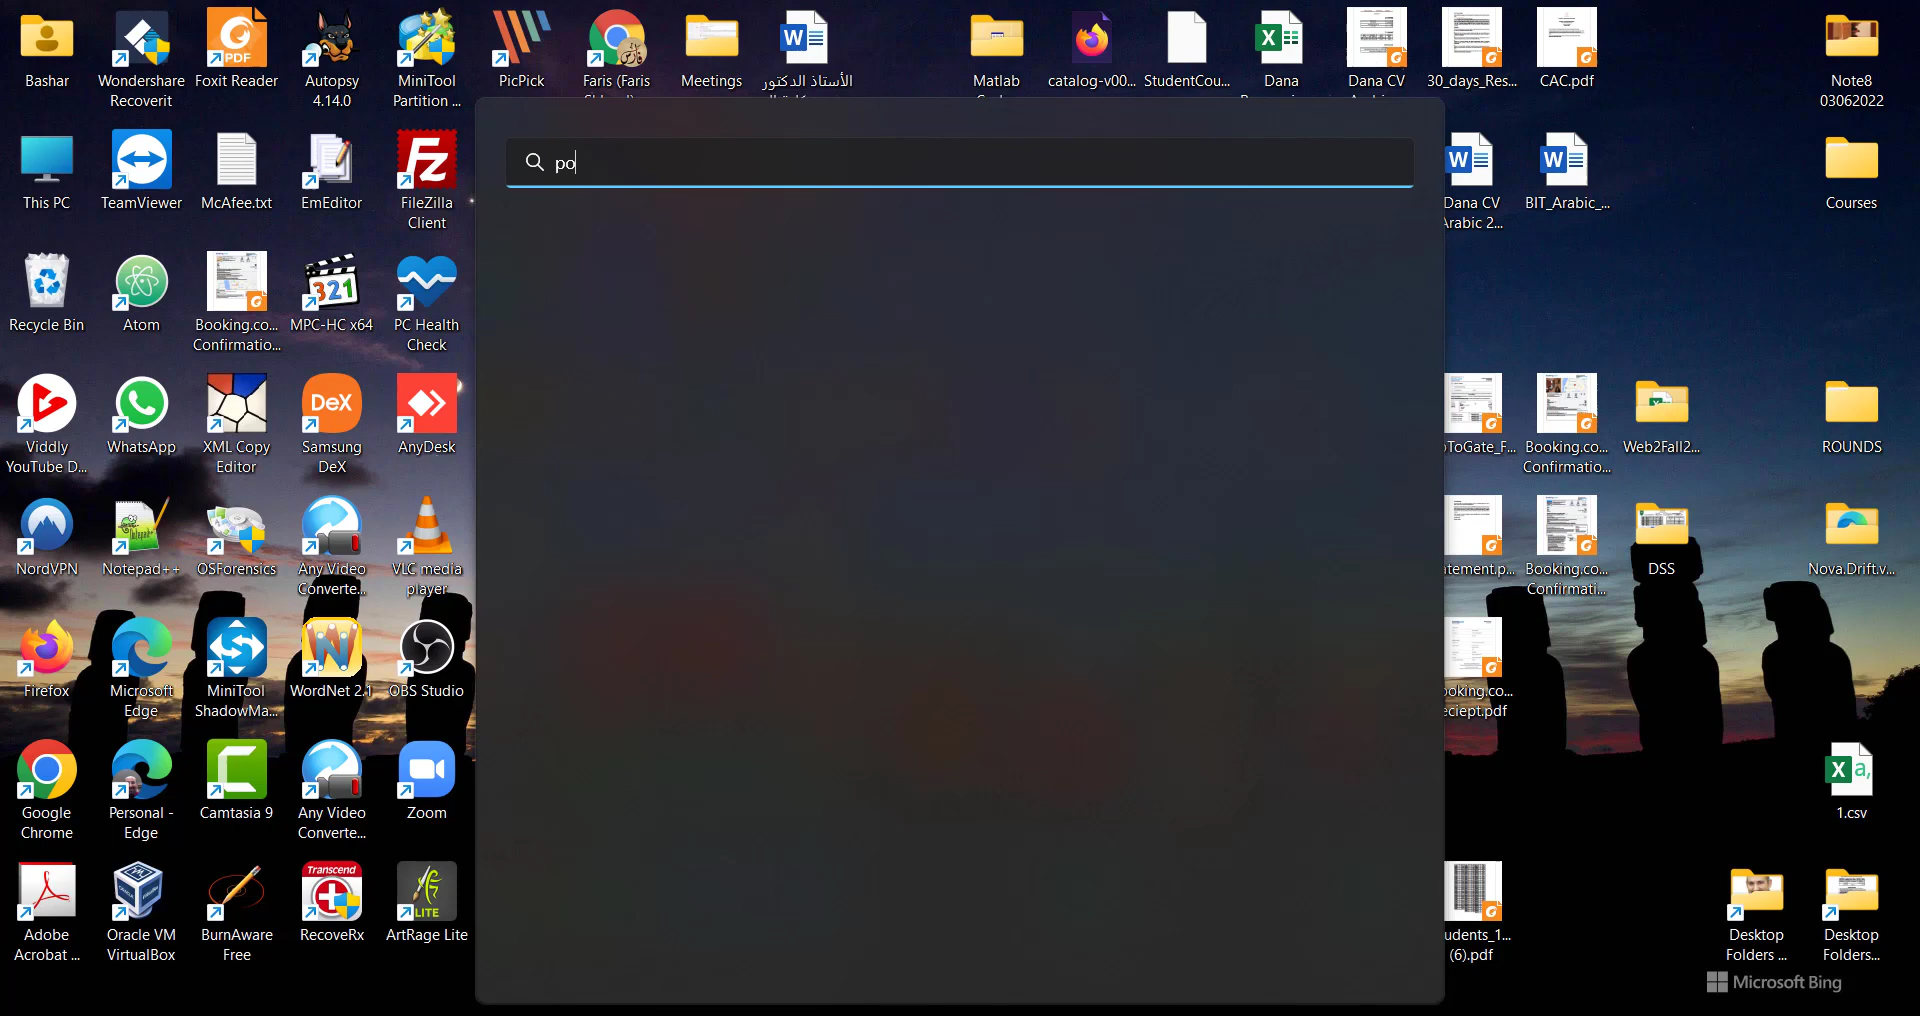 Bashar
Wondershare
Recoverit
Foxit Reader
Autopsy
4.14.0
MiniTool
Partition ...
PicPick
Faris (Faris
Meetings
الأستاذ الدكتور
Matlab
catalog-v00...
StudentCou...
Dana
Dana CV
30_days_Res...
CAC.pdf
Note8
03062022
po
This PC
TeamViewer
McAfee.txt
EmEditor
FileZilla
Client
Dana CV
Arabic 2...
BIT_Arabic_...
Courses
Recycle Bin
Atom
Booking.co...
Confirmatio...
MPC-HC x64
PC Health
Check
Viddly
YouTube D...
WhatsApp
XML Copy
Editor
Samsung
DeX
AnyDesk
oToGate_F...
Booking.co...
Confirmatio...
Web2Fall2...
ROUNDS
NordVPN
Notepad++
OSForensics
Any Video
Converte...
VLC media
player
tement.p...
Booking.co...
Confirmati...
DSS
Nova.Drift.v...
Firefox
Microsoft
Edge
MiniTool
ShadowMa...
WordNet 2.1
OBS Studio
ooking.co...
eciept.pdf
Google
Chrome
Personal -
Edge
Camtasia 9
Any Video
Converte...
Zoom
1.csv
Adobe
Acrobat ...
Oracle VM
VirtualBox
BurnAware
Free
Transcend
RecoveRx
LITE
ArtRage Lite
udents_1...
(6).pdf
Desktop
Folders ...
Desktop
Folders...
Microsoft Bing